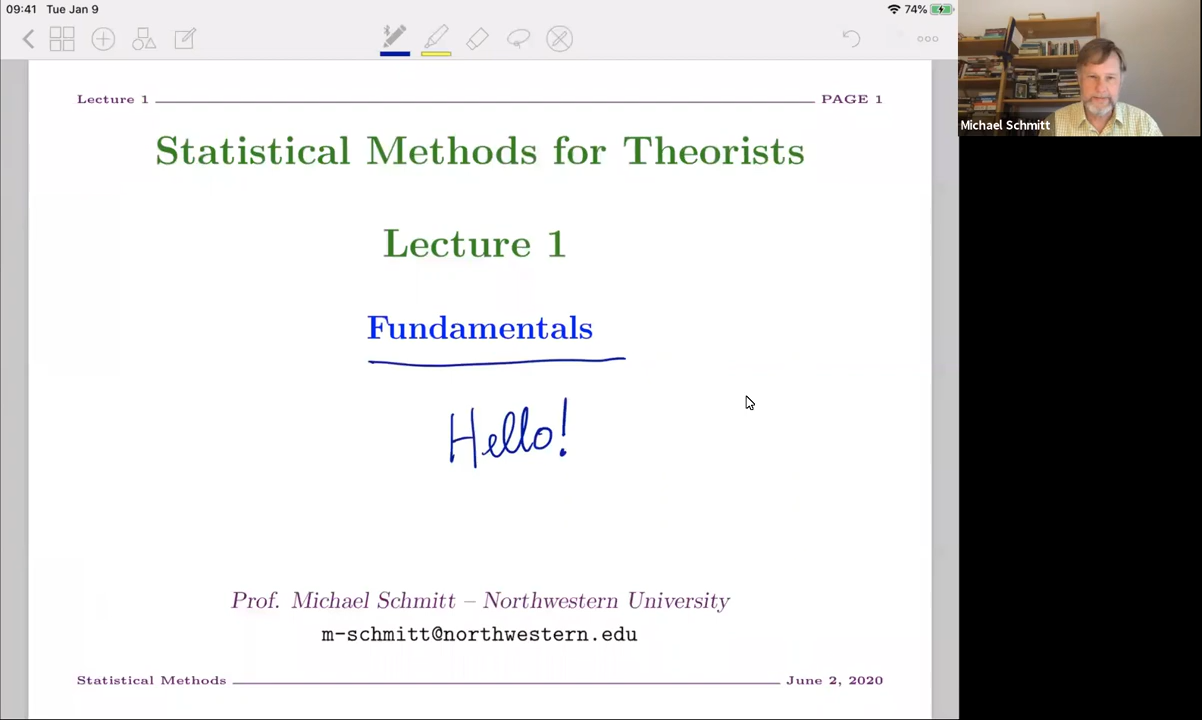 09:41 Tue Jan 9
74%
Lecture 1 PAGE 1
Statistical Methods for Theorists
Lecture 1
Fundamentals
Hello!
Prof. Michael Schmitt – Northwestern University
m-schmitt@northwestern.edu
Statistical Methods June 2, 2020
Michael Schmitt